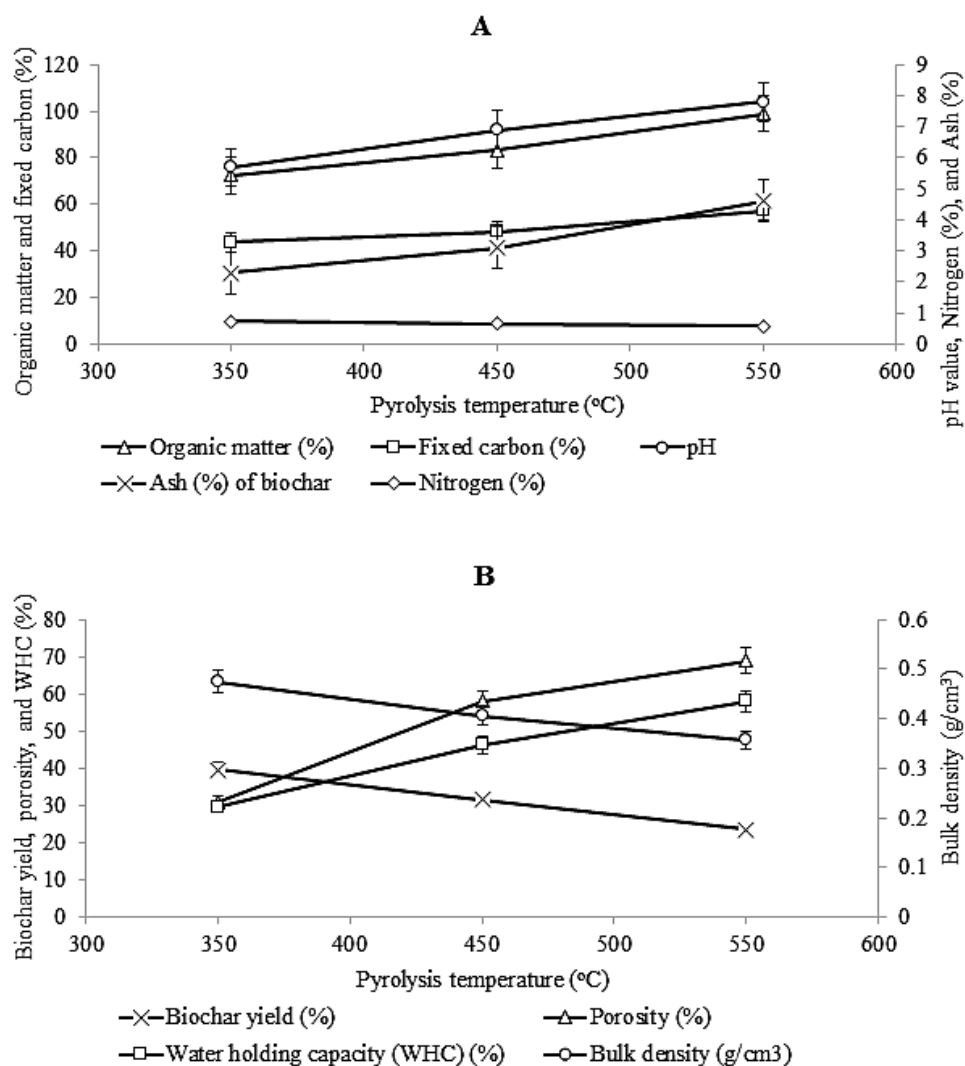 A
Organic matter and fixed carbon (%)
120
100
80
60
40
20
0
9
8
7
6
5
4
3
2
1
0
pH value, Nitrogen (%), and Ash (%)
300 350 400 450 500 550 600
Pyrolysis temperature (°C)
Organic matter (%) Fixed carbon (%) pH
Ash (%) of biochar Nitrogen (%)
B
Biochar yield, porosity, and WHC (%)
80
70
60
50
40
30
20
10
0
0.6
0.5
0.4
0.3
0.2
0.1
0
Bulk density (g/cm³)
300 350 400 450 500 550 600
Pyrolysis temperature (°C)
Biochar yield (%) Porosity (%)
Water holding capacity (WHC) (%) Bulk density (g/cm3)